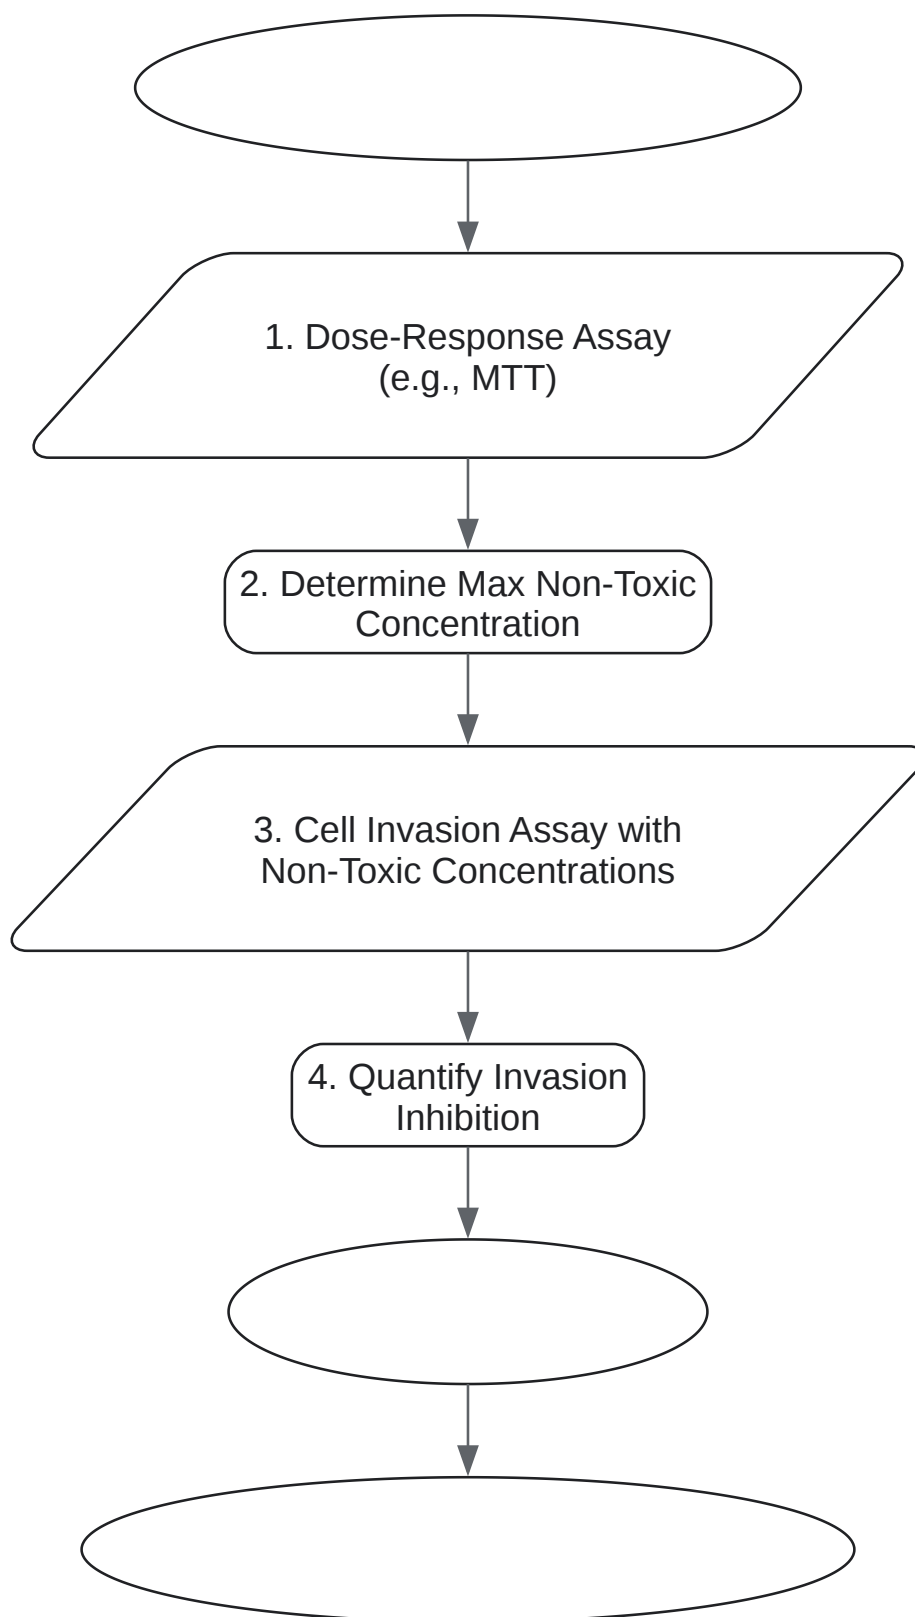 1. Dose-Response Assay
(e.g., MTT)
2. Determine Max Non-Toxic
Concentration
3. Cell Invasion Assay with
Non-Toxic Concentrations
4. Quantify Invasion
Inhibition